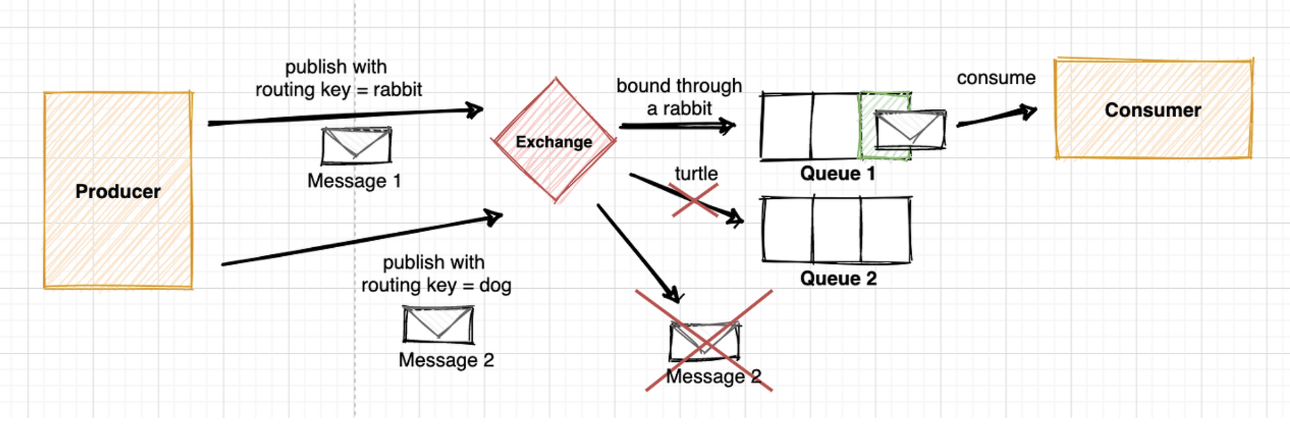 publish with
routing key = rabbit
Message 1
Producer
publish with
routing key = dog
Message 2
Exchange
bound through
a rabbit
turtle
Queue 1
Queue 2
Message 2
consume
Consumer